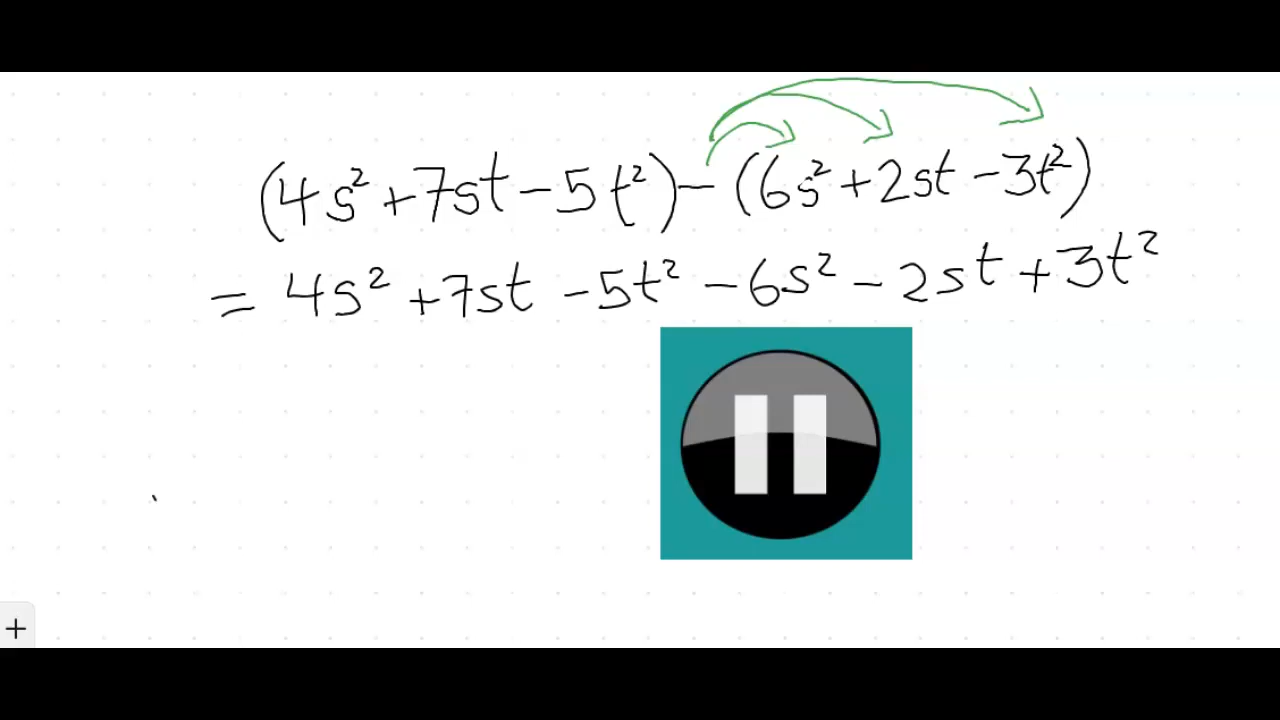 (4s²+7st-5t²)-(6s²+2st-3t²)
= 4s² +7st -5t² -6s² -2st +3t²
+